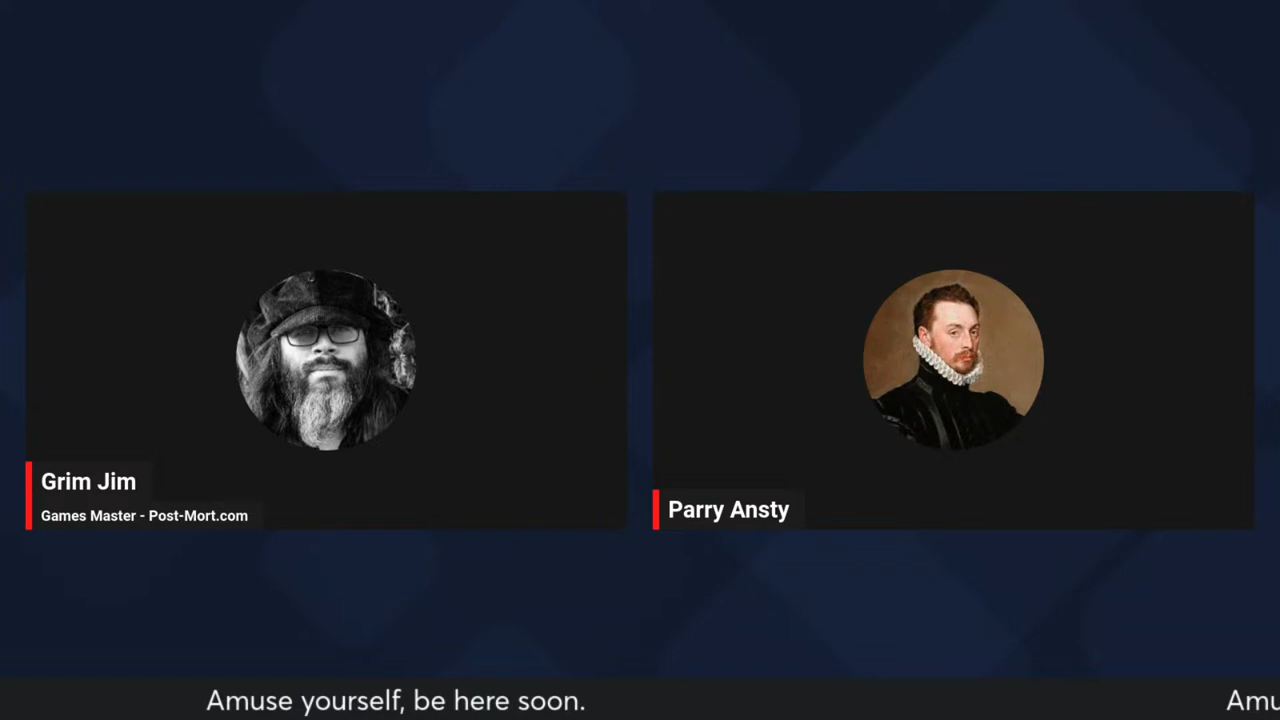 Grim Jim
Games Master - Post-Mort.com
Parry Ansty
Amuse yourself, be here soon.
Amu